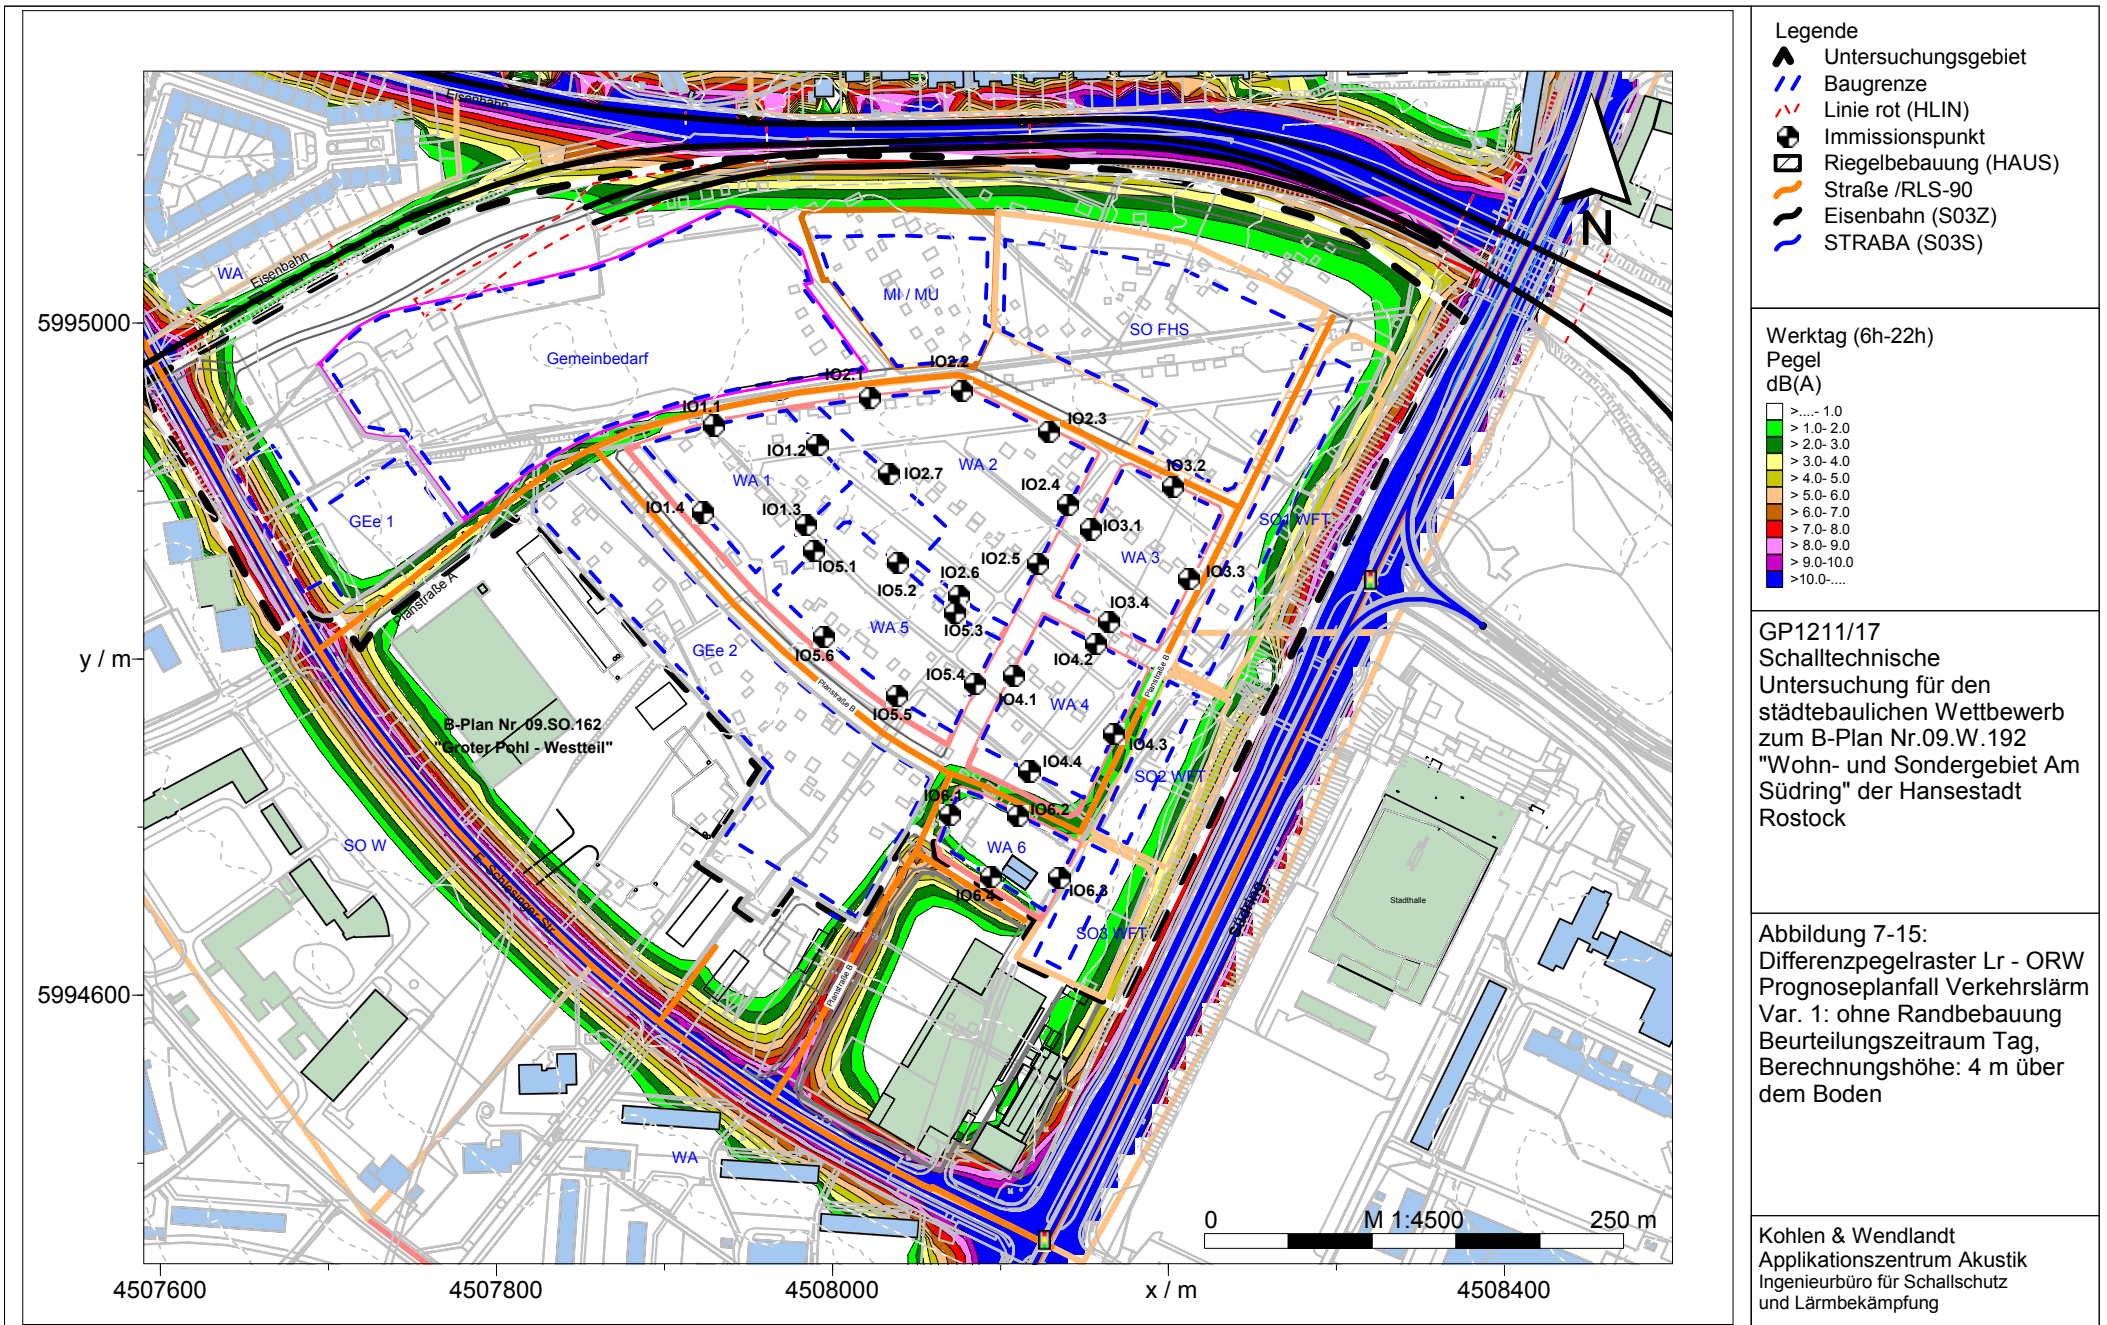 Eisenbahn
WA
Eisenbahn
N
MI / MU
SO FHS
5995000
Gemeinbedarf
IO2.2
IO2.1
IO1.1
IO2.3
IO1.2
WA 2
IO3.2
IO2.7
WA 1
IO2.4
IO1.4
IO1.3
GEe 1
SO1 WFT
IO3.1
WA 3
IO5.1
IO2.5
IO2.6
IO3.3
IO5.2
Planstraße A
IO3.4
WA 5
IO5.3
GEe 2
IO5.6
IO4.2
y / m
IO5.4
Planstraße B
Planstraße B
IO4.1
WA 4
IO5.5
B-Plan Nr. 09.SO.162
"Groter Pohl - Westteil"
IO4.3
IO4.4
SO2 WFT
IO6.1
IO6.2
SO W
WA 6
E.-Schlesinger-Str.
IO6.4
IO6.3
Stadthalle
Südring
SO3 WFT
Planstraße B
5994600
WA
0 M 1:4500 250 m
4507600 4507800 4508000 x / m 4508400
Legende
Untersuchungsgebiet
Baugrenze
Linie rot (HLIN)
Immissionspunkt
Riegelbebauung (HAUS)
Straße /RLS-90
Eisenbahn (S03Z)
STRABA (S03S)
Werktag (6h-22h)
Pegel
dB(A)
>....- 1.0
> 1.0- 2.0
> 2.0- 3.0
> 3.0- 4.0
> 4.0- 5.0
> 5.0- 6.0
> 6.0- 7.0
> 7.0- 8.0
> 8.0- 9.0
> 9.0-10.0
>10.0-....
GP1211/17
Schalltechnische
Untersuchung für den
städtebaulichen Wettbewerb
zum B-Plan Nr.09.W.192
"Wohn- und Sondergebiet Am
Südring" der Hansestadt
Rostock
Abbildung 7-15:
Differenzpegelraster Lr - ORW
Prognoseplanfall Verkehrslärm
Var. 1: ohne Randbebauung
Beurteilungszeitraum Tag,
Berechnungshöhe: 4 m über
dem Boden
Kohlen & Wendlandt
Applikationszentrum Akustik
Ingenieurbüro für Schallschutz
und Lärmbekämpfung